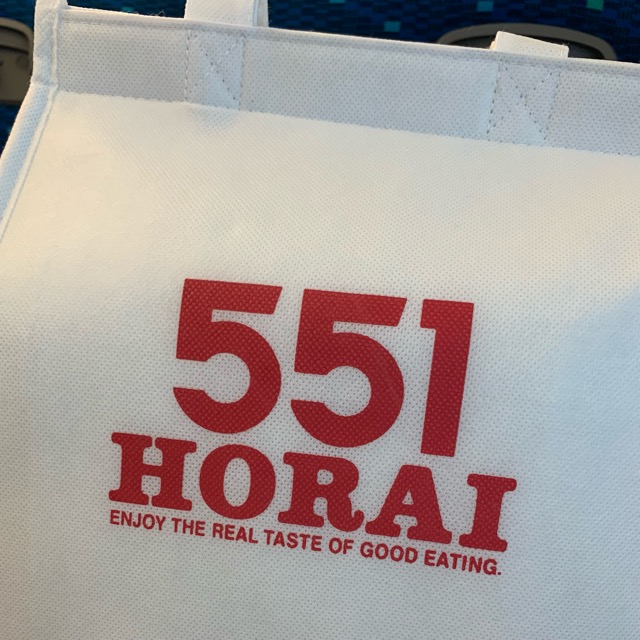 551
HORAI
ENJOY THE REAL TASTE OF GOOD EATING.